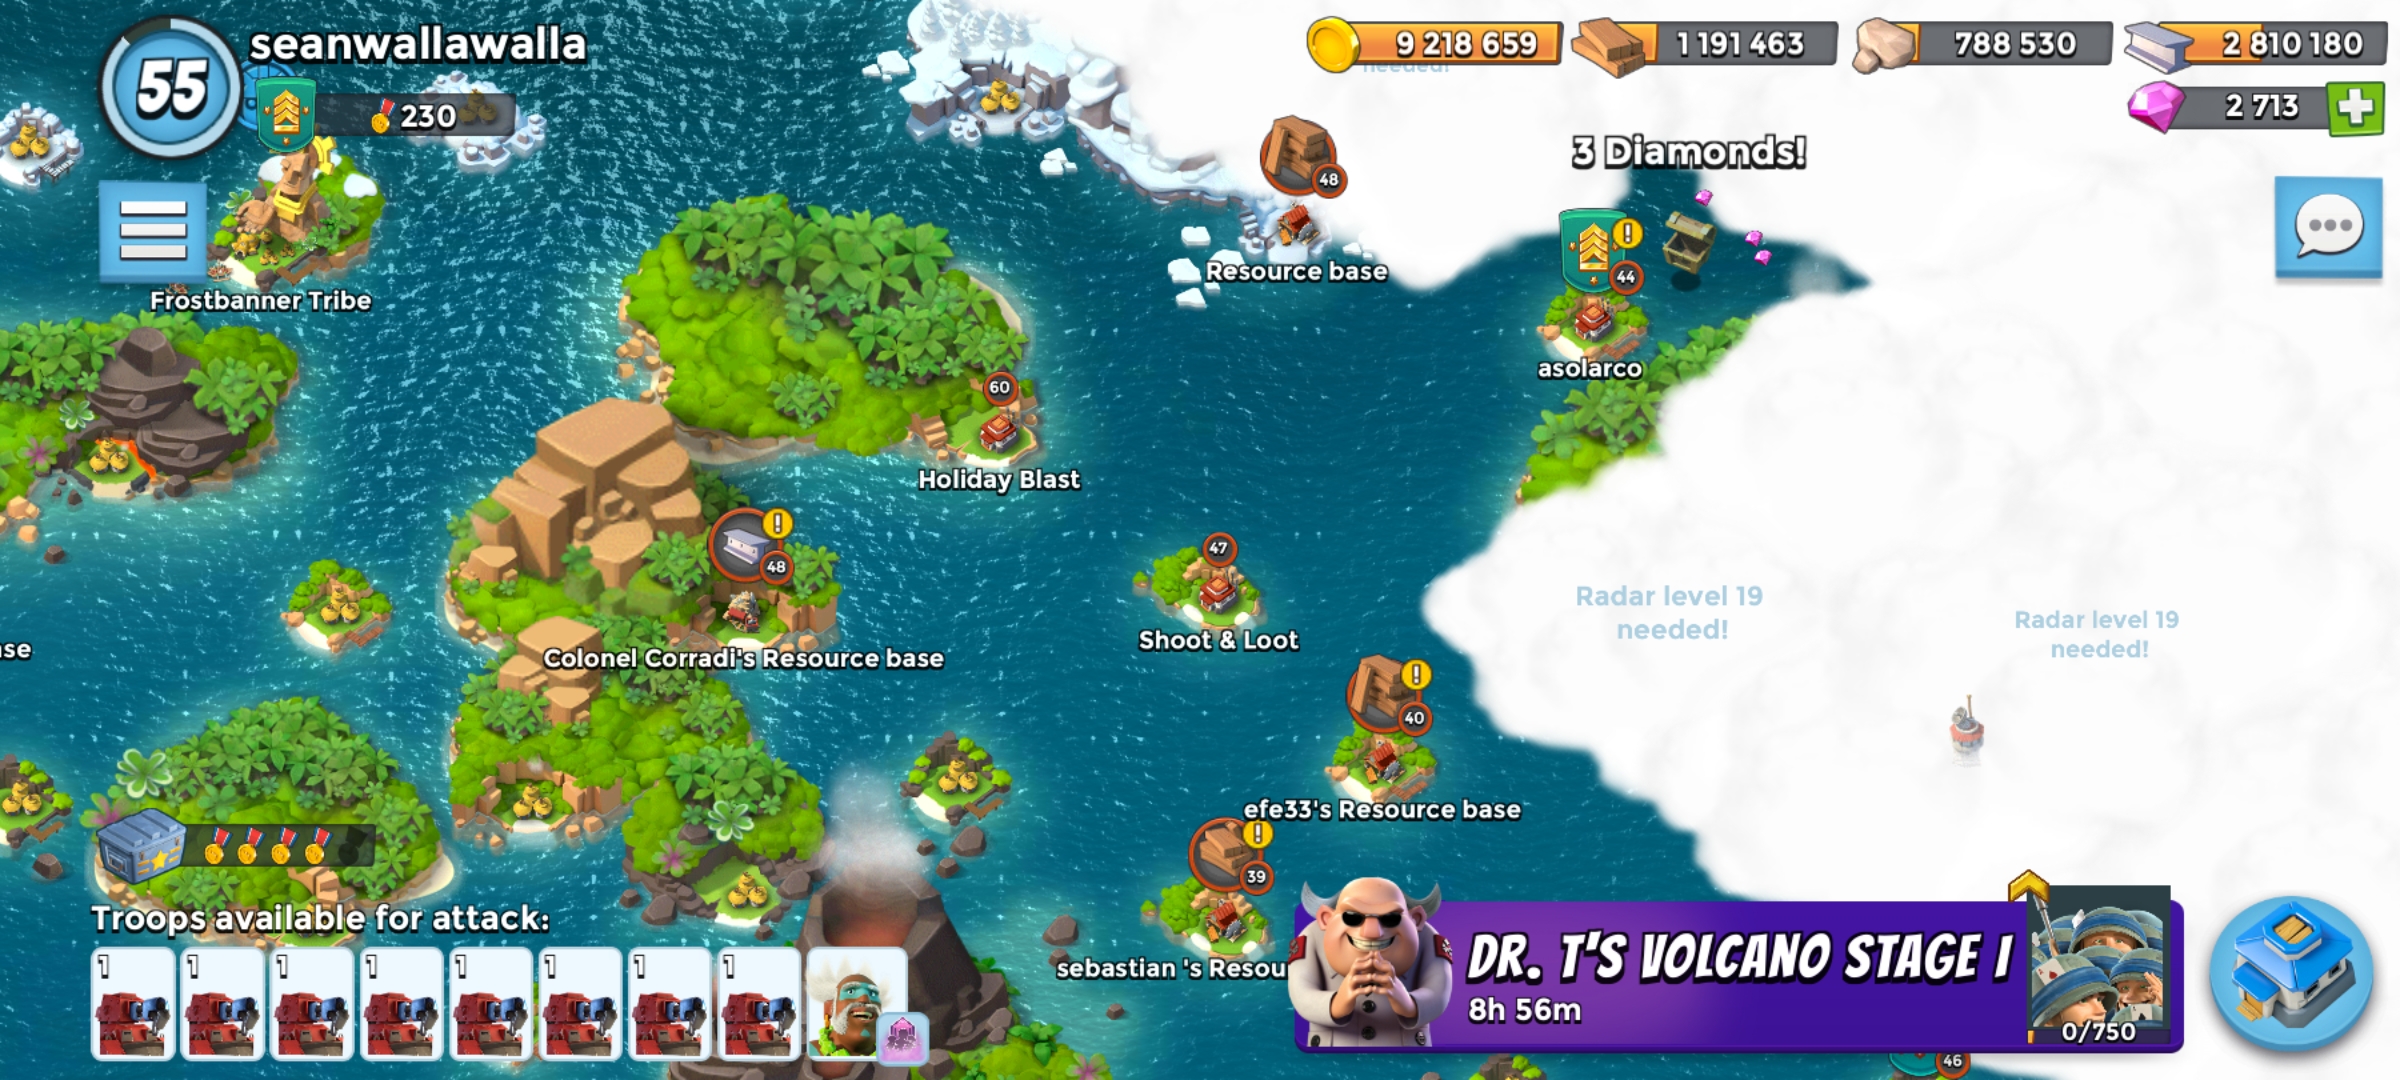 55
seanwallawalla
230
9 218 659
1 191 463
788 530
2 810 180
2 713
needed!
3 Diamonds!
48
Resource base
44
asolarco
Frostbanner Tribe
60
Holiday Blast
48
Colonel Corradi's Resource base
47
Shoot & Loot
Radar level 19
needed!
Radar level 19
needed!
40
efe33's Resource base
39
sebastian 's Resou
Troops available for attack:
1
1
1
1
1
1
1
1
DR. T'S VOLCANO STAGE I
8h 56m
0/750
46